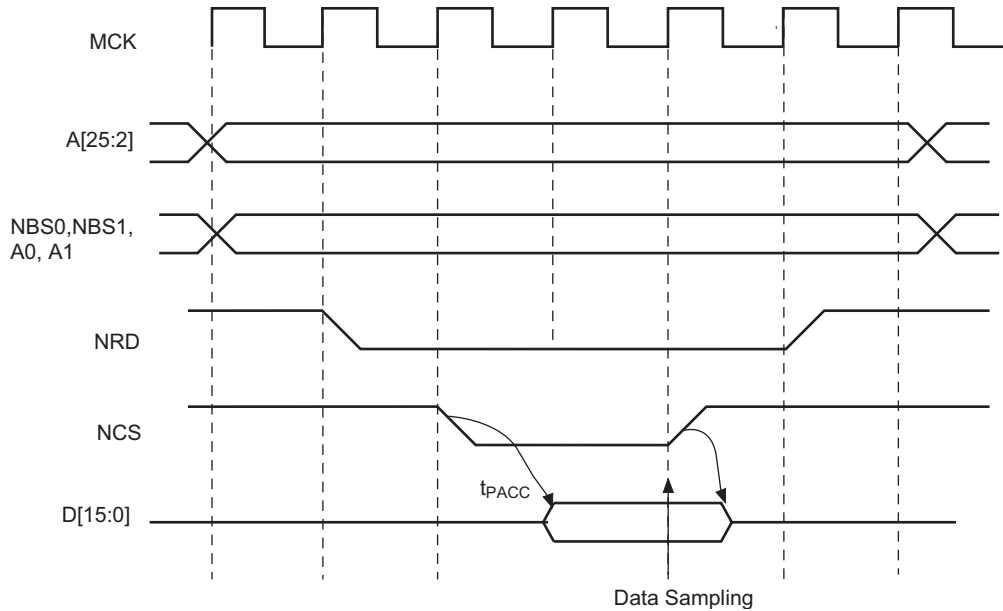 MCK
A[25:2]
NBS0,NBS1,
A0, A1
NRD
NCS
tPACC
D[15:0]
Data Sampling